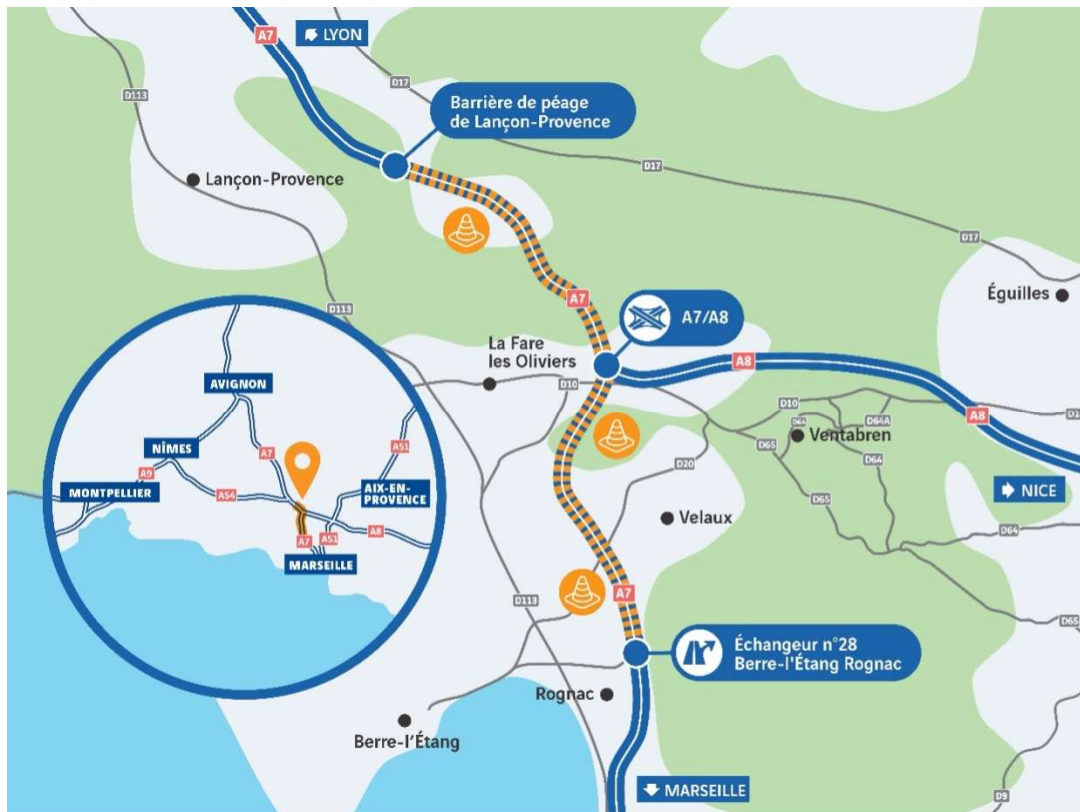 A7
LYON
D113
D17
Barrière de péage
de Lançon-Provence
D17
Lançon-Provence
D17
Éguilles
A7
A7/A8
D113
La Fare
les Oliviers
A8
D10
D10
A8
D64
D64A
D65
Ventabren
D64
D20
NICE
D65
Velaux
D64
AVIGNON
NÎMES
A7
A51
A9
MONTPELLIER
A54
AIX-EN-
PROVENCE
A8
A7
A51
MARSEILLE
D113
A7
D65
Échangeur n°28
Berre-l'Étang Rognac
Rognac
Berre-l'Étang
MARSEILLE
D9